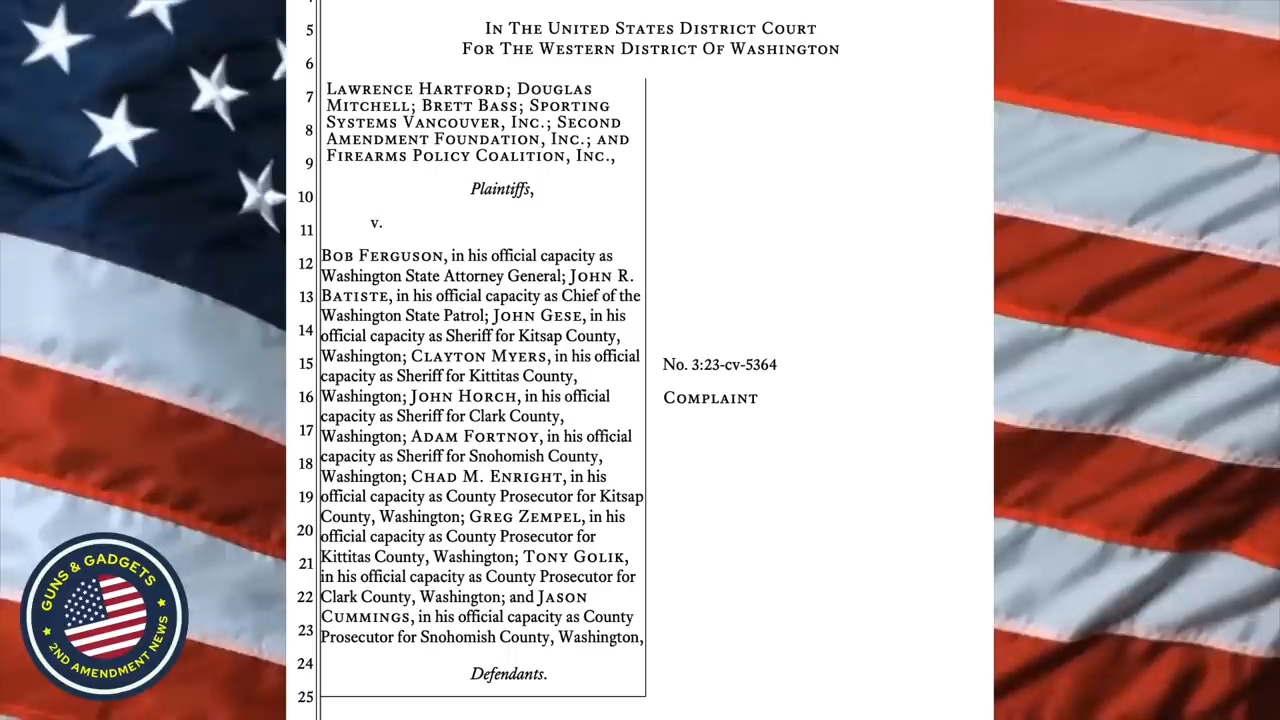 5
IN THE UNITED STATES DISTRICT COURT
FOR THE WESTERN DISTRICT OF WASHINGTON
6
7
LAWRENCE HARTFORD; DOUGLAS
MITCHELL; BRETT BASS; SPORTING
SYSTEMS VANCOUVER, INC.; SECOND
8
AMENDMENT FOUNDATION, INC.; AND
9
FIREARMS POLICY COALITION, INC.,
Plaintiffs,
10
v.
11
BOB FERGUSON, in his official capacity as
12
Washington State Attorney General; JOHN R.
13
BATISTE, in his official capacity as Chief of the
Washington State Patrol; JOHN GESE, in his
14
official capacity as Sheriff for Kitsap County,
15
Washington; CLAYTON MYERS, in his official
capacity as Sheriff for Kittitas County,
16
Washington; JOHN HORCH, in his official
capacity as Sheriff for Clark County,
17
Washington; ADAM FORTNOY, in his official
capacity as Sheriff for Snohomish County,
18
Washington; CHAD M. ENRIGHT, in his
19
official capacity as County Prosecutor for Kitsap
County, Washington; GREG ZEMPEL, in his
20
official capacity as County Prosecutor for
21
Kittitas County, Washington; TONY GOLIK,
in his official capacity as County Prosecutor for
22
Clark County, Washington; and JASON
CUMMINGS, in his official capacity as County
23
Prosecutor for Snohomish County, Washington,
24
Defendants.
25
No. 3:23-cv-5364
COMPLAINT
GUNS & GADGETS
2ND AMENDMENT NEWS